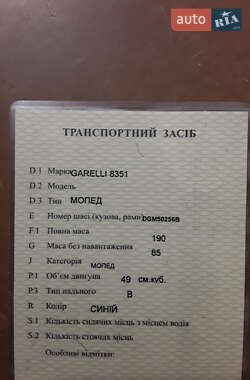 auto RIA
ТРАНСПОРТНИЙ ЗАСІБ
D.1 Марка GARELLI 8351
D.2 Модель
D.3 Тип МОПЕД
E Номер шасі (кузова, рами) DGM50256B
F.1 Повна маса 190
G Маса без навантаження 85
J Категорія МОПЕД
P.1 Об'єм двигуна 49 см.куб.
P.3 Тип пального B
R Колір СИНІЙ
S.1 Кількість сидячих місць з місцем водія
S.2 Кількість стоячих місць
Особливі відмітки: